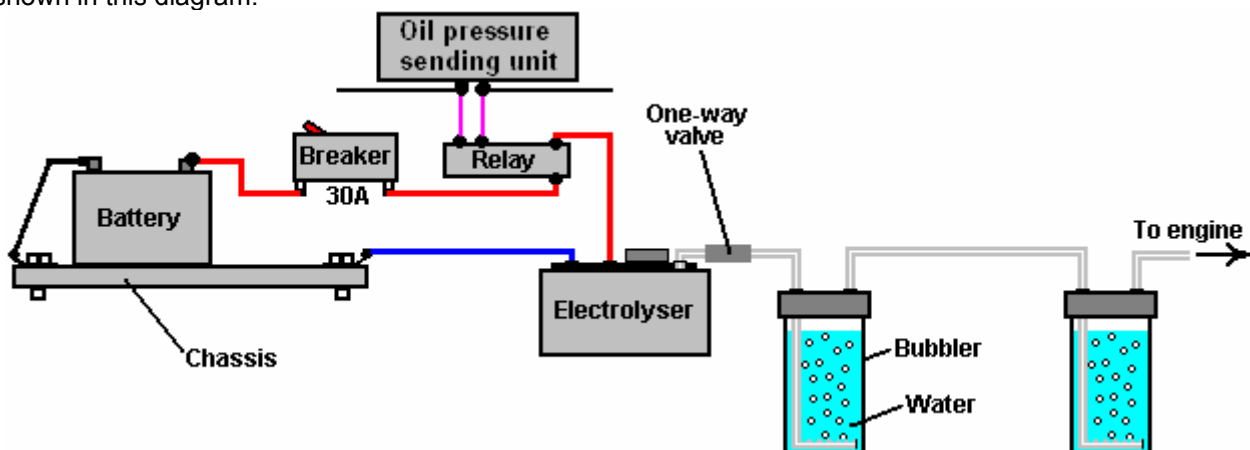 shown in this diagram:
Oil pressure
sending unit
One-way
valve
Breaker
Relay
30A
Battery
To engine
Electrolyser
Chassis
Bubbler
Water